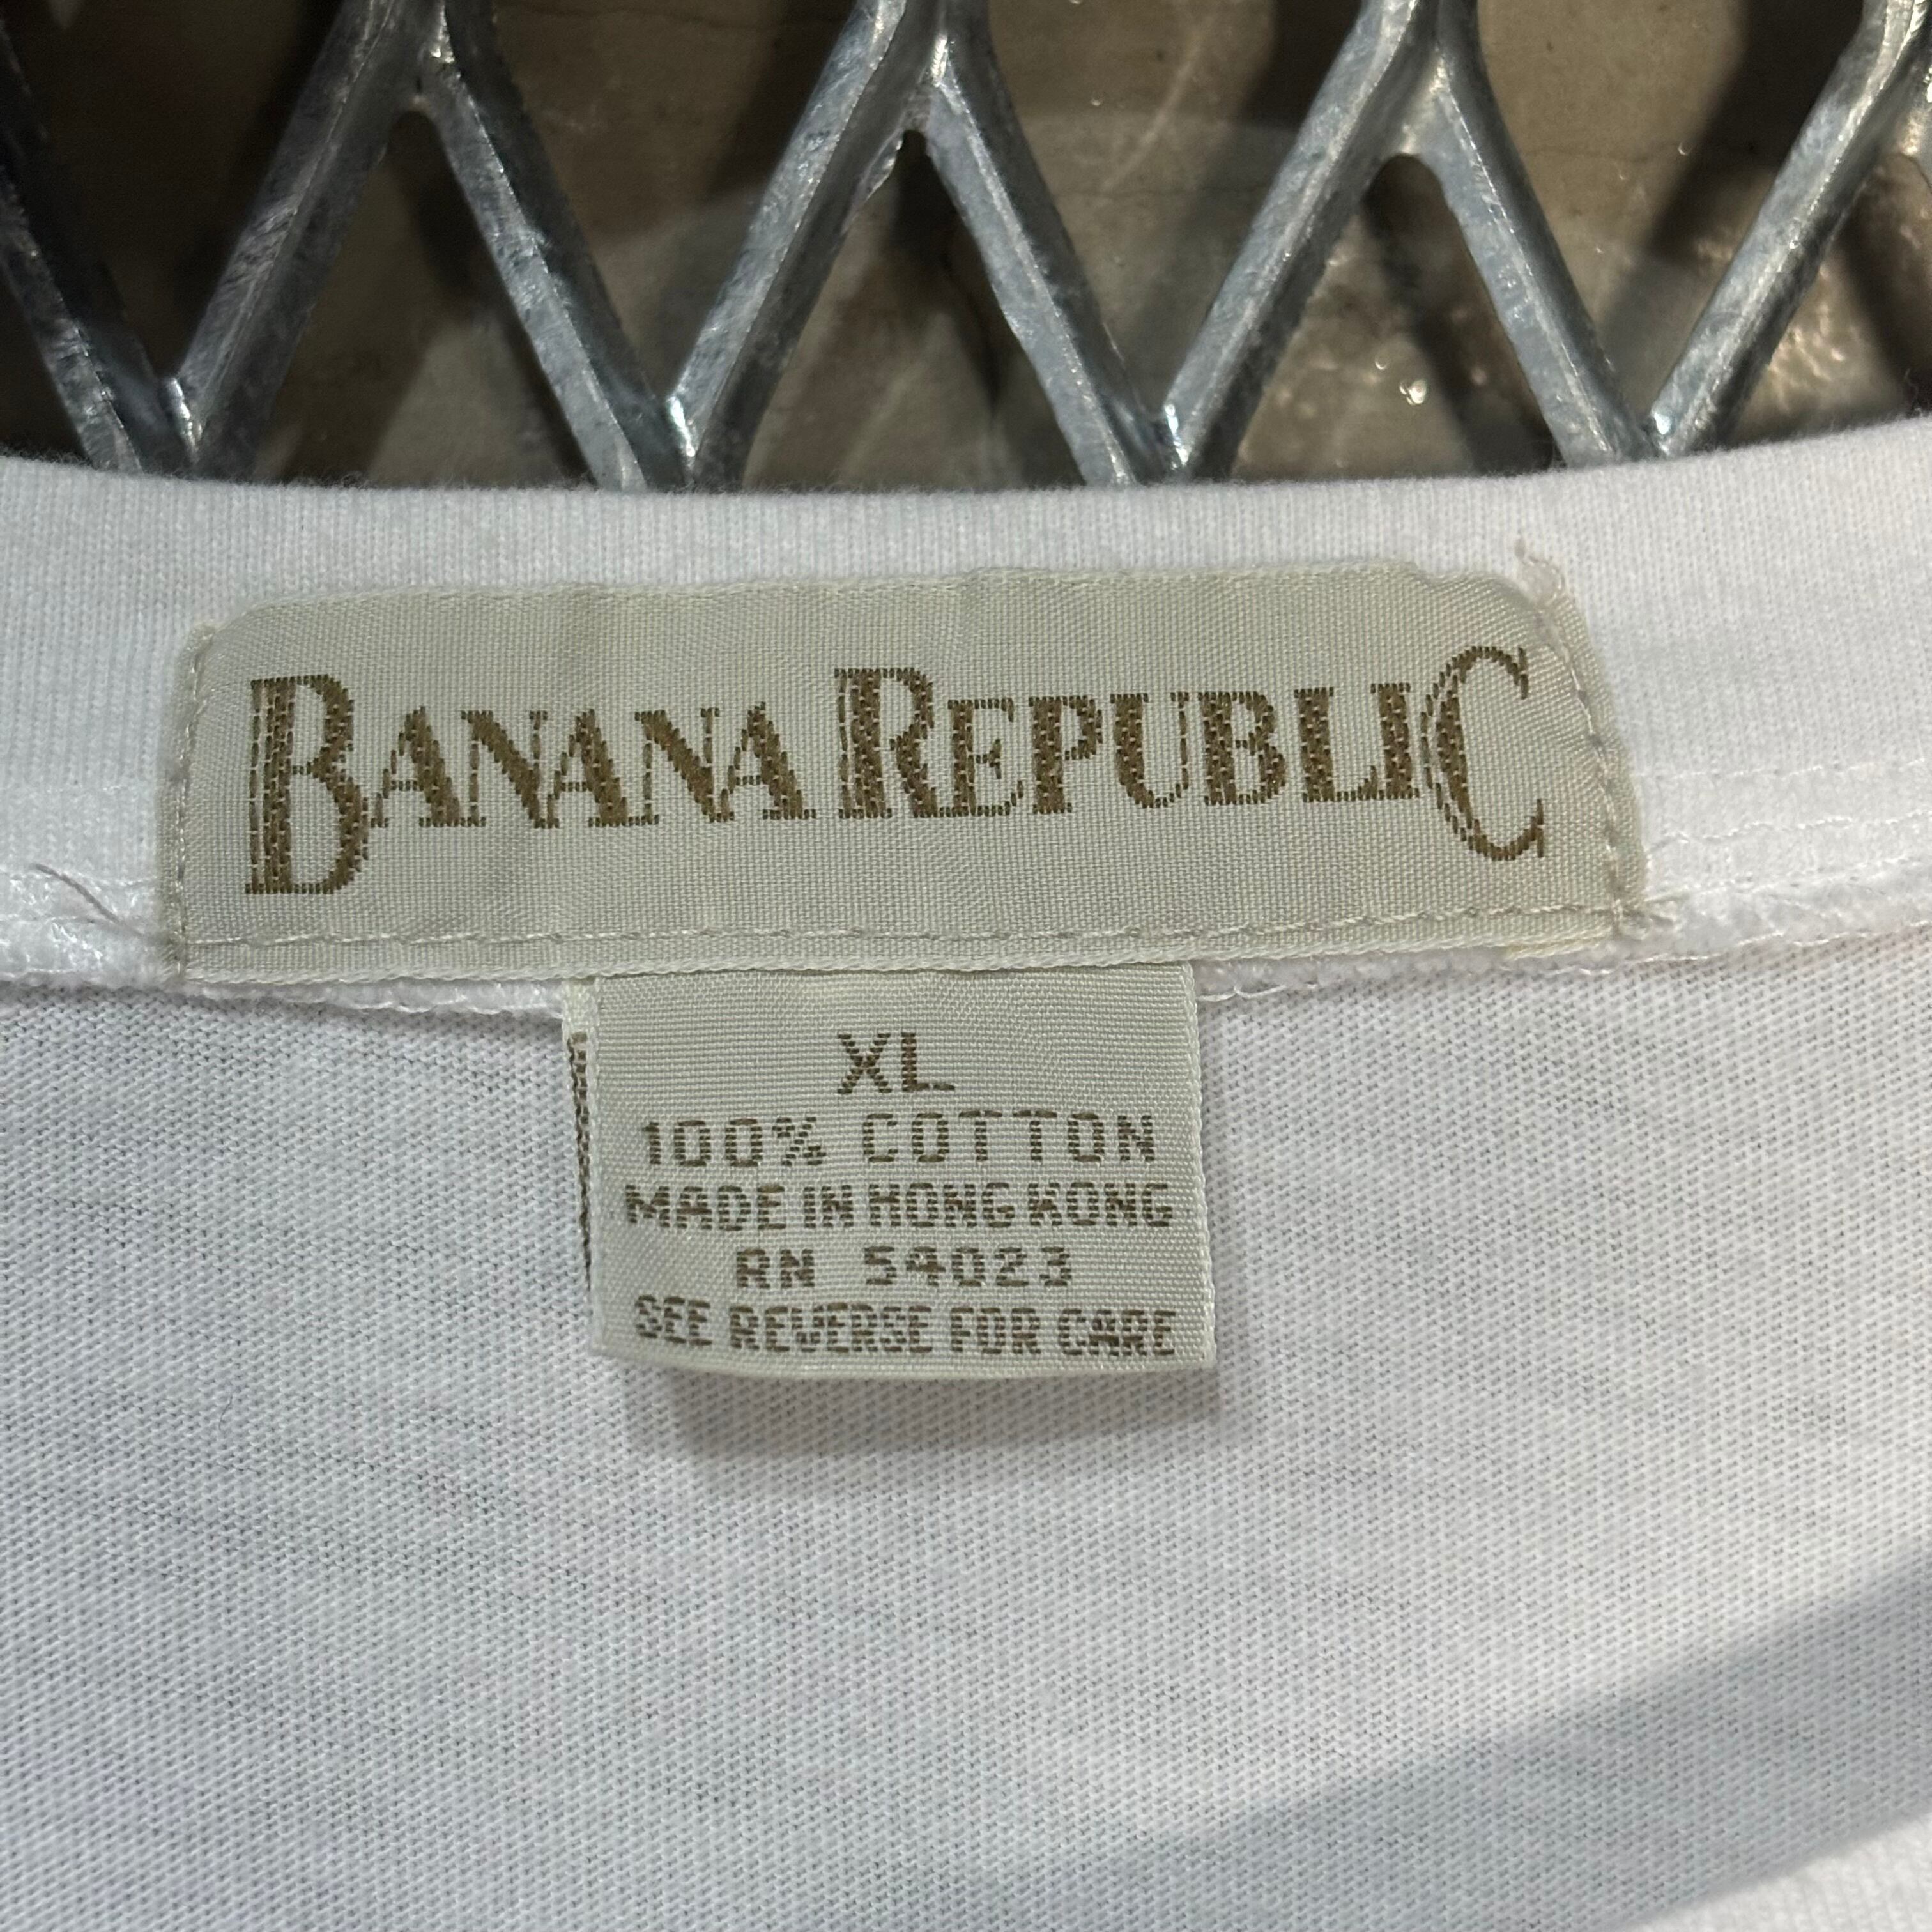 BANANA REPUBLIC
XL
100% COTTON
MADE IN HONG KONG
RN 54023
SEE REVERSE FOR CARE